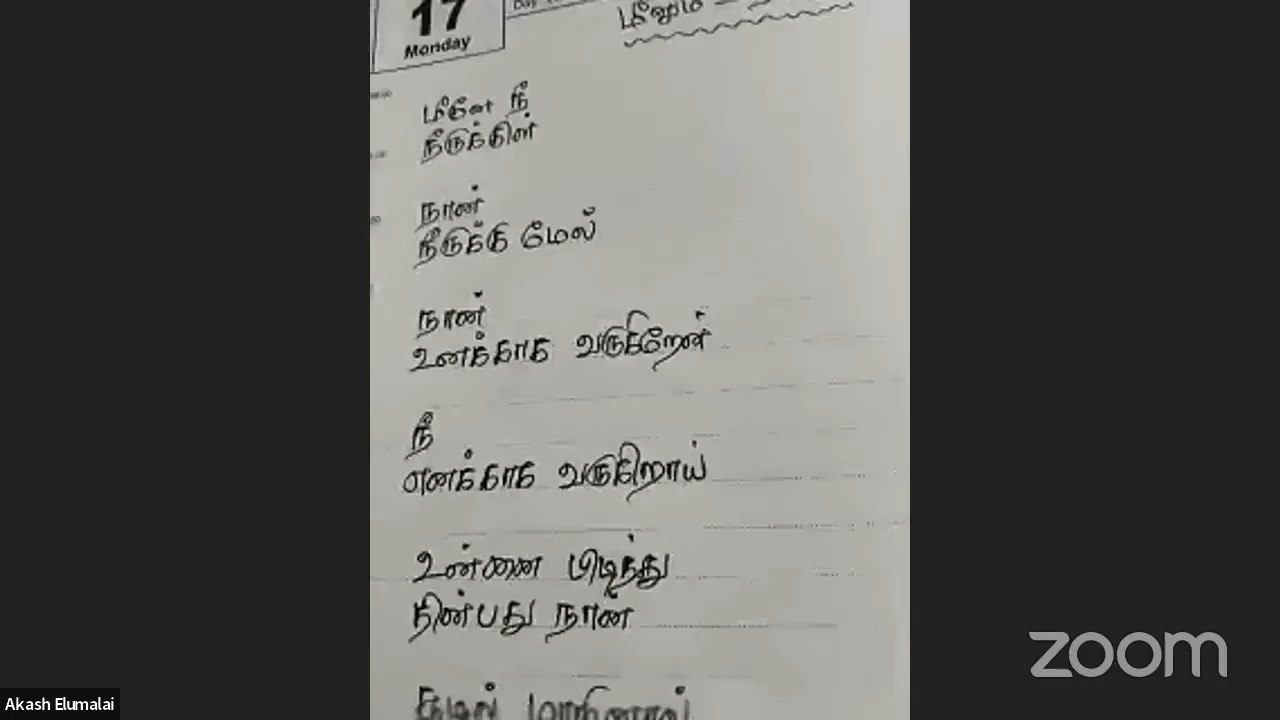 17
Monday
மீனே நீ
நீருக்குள்
நான்
நீருக்கு மேல்
நான்
உனக்காக வருகிறேன்
நீ
எனக்காக வருகிறாய்
உன்னை பிடித்து
தின்பது நான்
zoom
Akash Elumalai